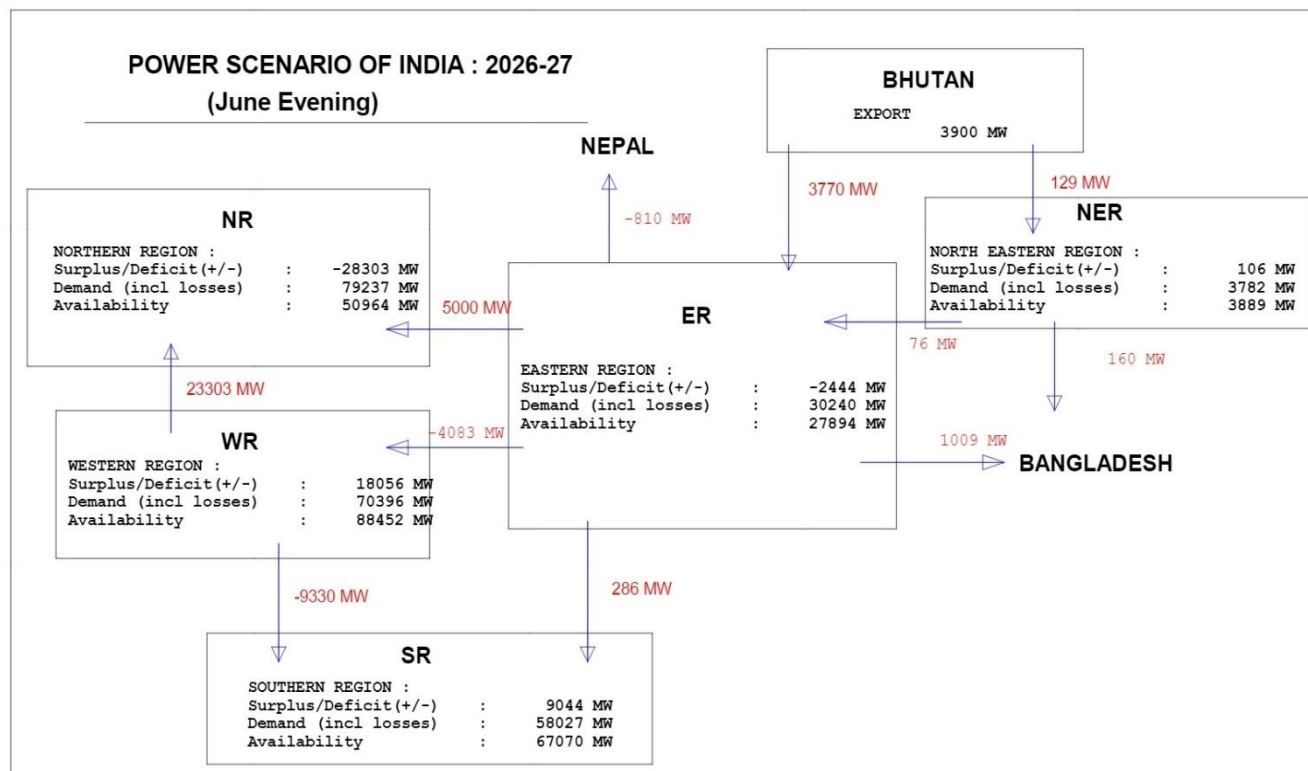 POWER SCENARIO OF INDIA : 2026-27
(June Evening)
BHUTAN
EXPORT
3900 MW
NEPAL
3770 MW
129 MW
-810 MW
NR
NORTHERN REGION :
Surplus/Deficit(+/-) : -28303 MW
Demand (incl losses) : 79237 MW
Availability : 50964 MW
NER
NORTH EASTERN REGION :
Surplus/Deficit(+/-) : 106 MW
Demand (incl losses) : 3782 MW
Availability : 3889 MW
5000 MW
ER
EASTERN REGION :
Surplus/Deficit(+/-) : -2444 MW
Demand (incl losses) : 30240 MW
Availability : 27894 MW
76 MW
160 MW
23303 MW
-4083 MW
1009 MW
BANGLADESH
WR
WESTERN REGION :
Surplus/Deficit(+/-) : 18056 MW
Demand (incl losses) : 70396 MW
Availability : 88452 MW
-9330 MW
286 MW
SR
SOUTHERN REGION :
Surplus/Deficit(+/-) : 9044 MW
Demand (incl losses) : 58027 MW
Availability : 67070 MW